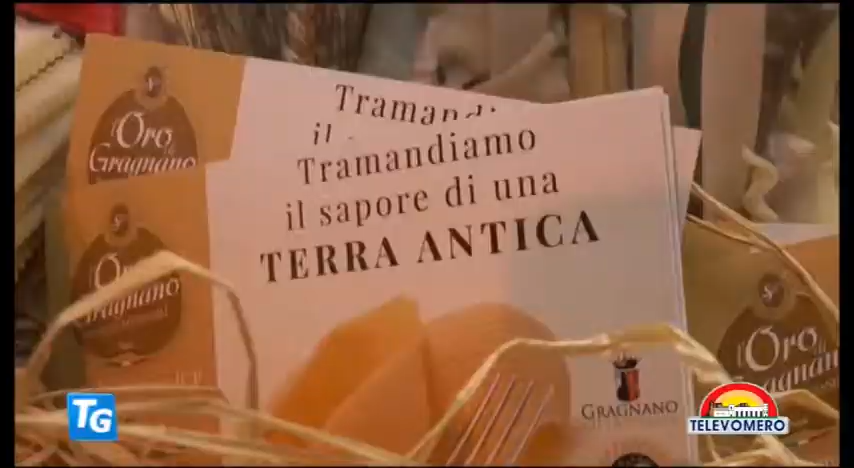 Tramandi
il
l'Oro di
Gragnano
Tramandiamo
il sapore di una
TERRA ANTICA
Oro
Gragnano
GRAGNANO
l'Oro di
Gragnano
TG
TELEVOMERO